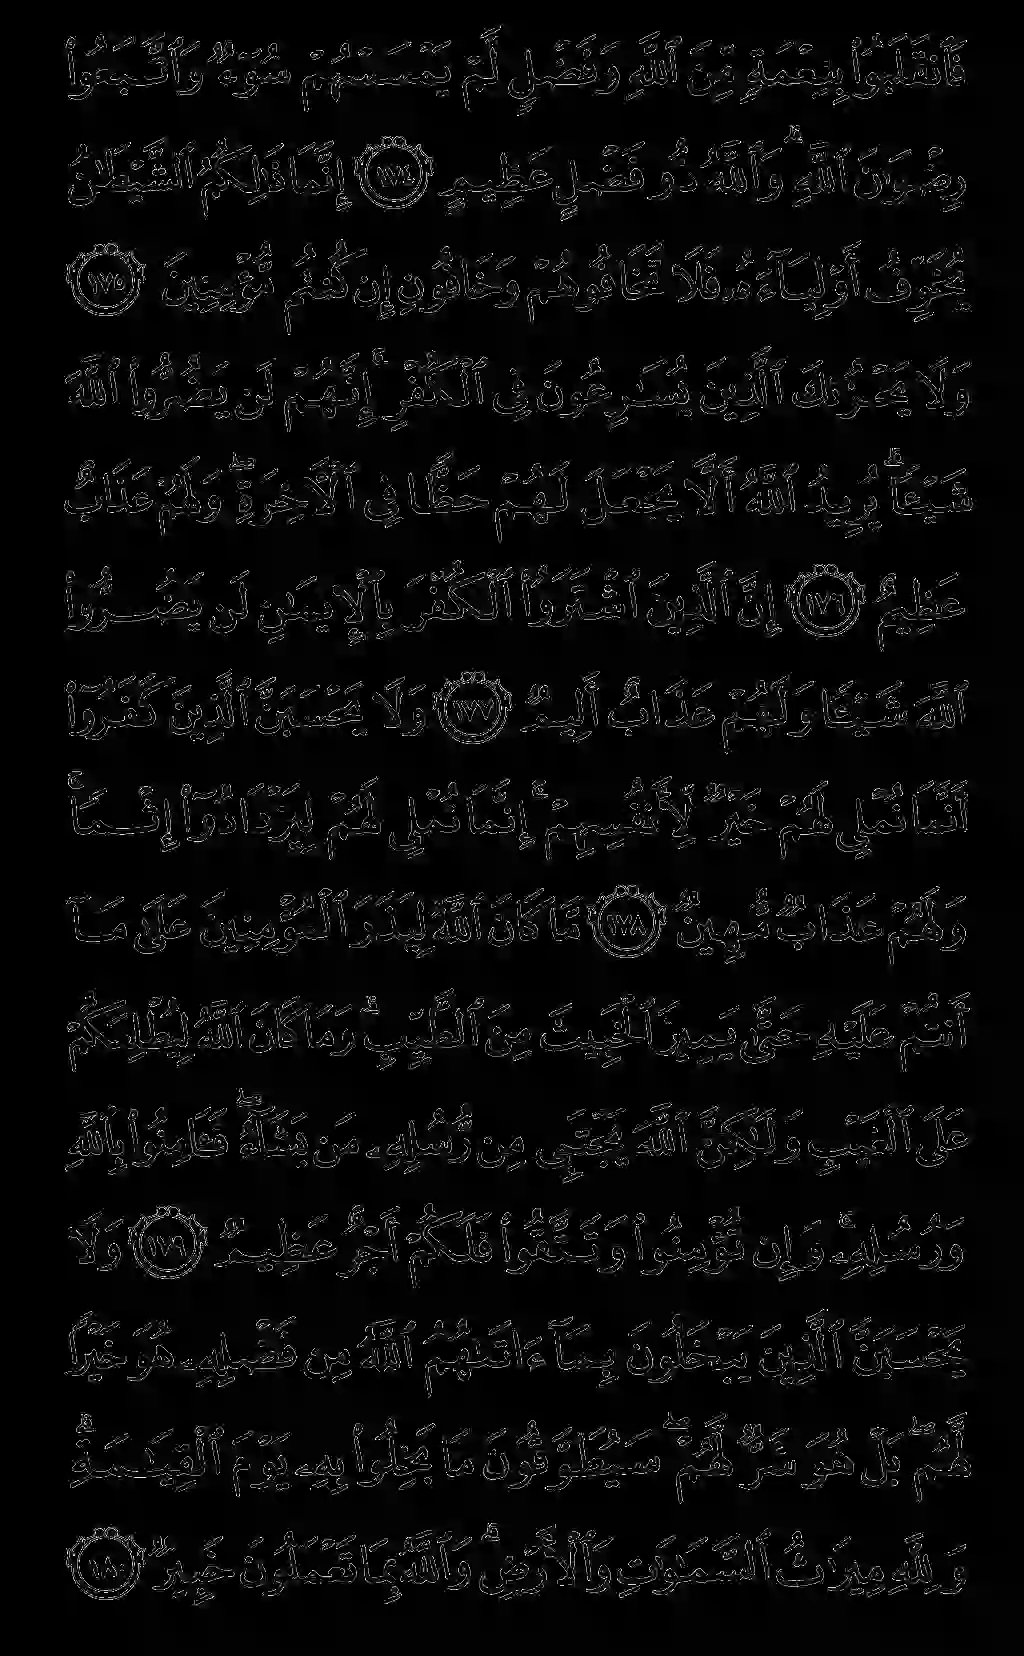 فَٱنقَلَبُوا۟ بِنِعْمَةٍ مِّنَ ٱللَّهِ وَفَضْلٍ لَّمْ يَمْسَسْهُمْ سُوٓءٌ وَٱتَّبَعُوا۟
رِضْوَٰنَ ٱللَّهِ ۗ وَٱللَّهُ ذُو فَضْلٍ عَظِيمٍ ١٧٤ إِنَّمَا ذَٰلِكُمُ ٱلشَّيْطَٰنُ
يُخَوِّفُ أَوْلِيَآءَهُۥ فَلَا تَخَافُوهُمْ وَخَافُونِ إِن كُنتُم مُّؤْمِنِينَ ١٧٥
وَلَا يَحْزُنكَ ٱلَّذِينَ يُسَٰرِعُونَ فِى ٱلْكُفْرِ ۚ إِنَّهُمْ لَن يَضُرُّوا۟ ٱللَّهَ
شَيْـًٔا ۗ يُرِيدُ ٱللَّهُ أَلَّا يَجْعَلَ لَهُمْ حَظًّا فِى ٱلْـَٔاخِرَةِ ۖ وَلَهُمْ عَذَابٌ
عَظِيمٌ ١٧٦ إِنَّ ٱلَّذِينَ ٱشْتَرَوُا۟ ٱلْكُفْرَ بِٱلْإِيمَٰنِ لَن يَضُرُّوا۟
ٱللَّهَ شَيْـًٔا وَلَهُمْ عَذَابٌ أَلِيمٌ ١٧٧ وَلَا يَحْسَبَنَّ ٱلَّذِينَ كَفَرُوٓا۟
أَنَّمَا نُمْلِى لَهُمْ خَيْرٌ لِّأَنفُسِهِمْ ۚ إِنَّمَا نُمْلِى لَهُمْ لِيَزْدَادُوٓا۟ إِثْمًا ۚ
وَلَهُمْ عَذَابٌ مُّهِينٌ ١٧٨ مَّا كَانَ ٱللَّهُ لِيَذَرَ ٱلْمُؤْمِنِينَ عَلَىٰ مَآ
أَنتُمْ عَلَيْهِ حَتَّىٰ يَمِيزَ ٱلْخَبِيثَ مِنَ ٱلطَّيِّبِ ۗ وَمَا كَانَ ٱللَّهُ لِيُطْلِعَكُمْ
عَلَى ٱلْغَيْبِ وَلَٰكِنَّ ٱللَّهَ يَجْتَبِى مِن رُّسُلِهِۦ مَن يَشَآءُ ۖ فَـَٔامِنُوا۟ بِٱللَّهِ
وَرُسُلِهِۦ ۚ وَإِن تُؤْمِنُوا۟ وَتَتَّقُوا۟ فَلَكُمْ أَجْرٌ عَظِيمٌ ١٧٩ وَلَا
يَحْسَبَنَّ ٱلَّذِينَ يَبْخَلُونَ بِمَآ ءَاتَىٰهُمُ ٱللَّهُ مِن فَضْلِهِۦ هُوَ خَيْرًا
لَّهُم ۖ بَلْ هُوَ شَرٌّ لَّهُمْ ۖ سَيُطَوَّقُونَ مَا بَخِلُوا۟ بِهِۦ يَوْمَ ٱلْقِيَٰمَةِ ۗ
وَلِلَّهِ مِيرَٰثُ ٱلسَّمَٰوَٰتِ وَٱلْأَرْضِ ۗ وَٱللَّهُ بِمَا تَعْمَلُونَ خَبِيرٌ ١٨٠